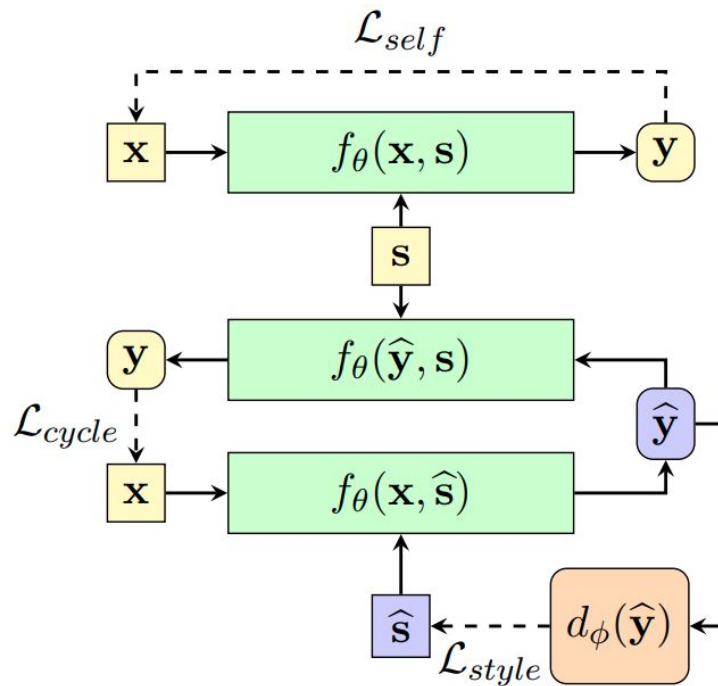 ℒ_self
x f_θ(x, s) y
s
y f_θ(ŷ, s)
ŷ
ℒ_cycle
x f_θ(x, ŝ)
ŝ d_ϕ(ŷ)
ℒ_style